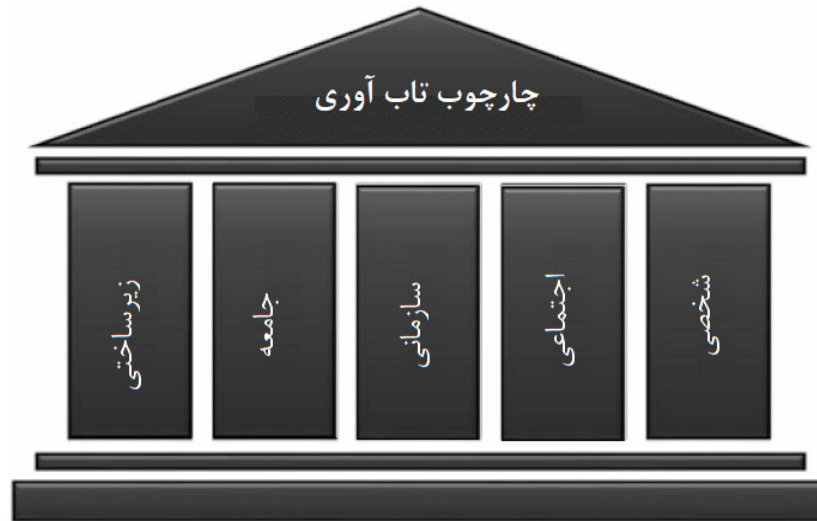 چارچوب تاب آوری
شخصی
اجتماعی
سازمانی
جامعه
زیرساختی